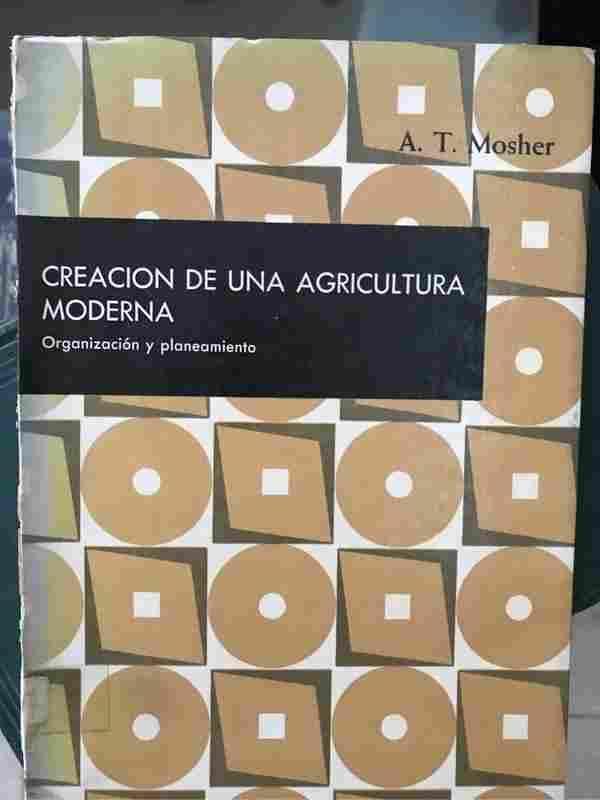 A. T. Mosher
CREACION DE UNA AGRICULTURA
MODERNA
Organización y planeamiento